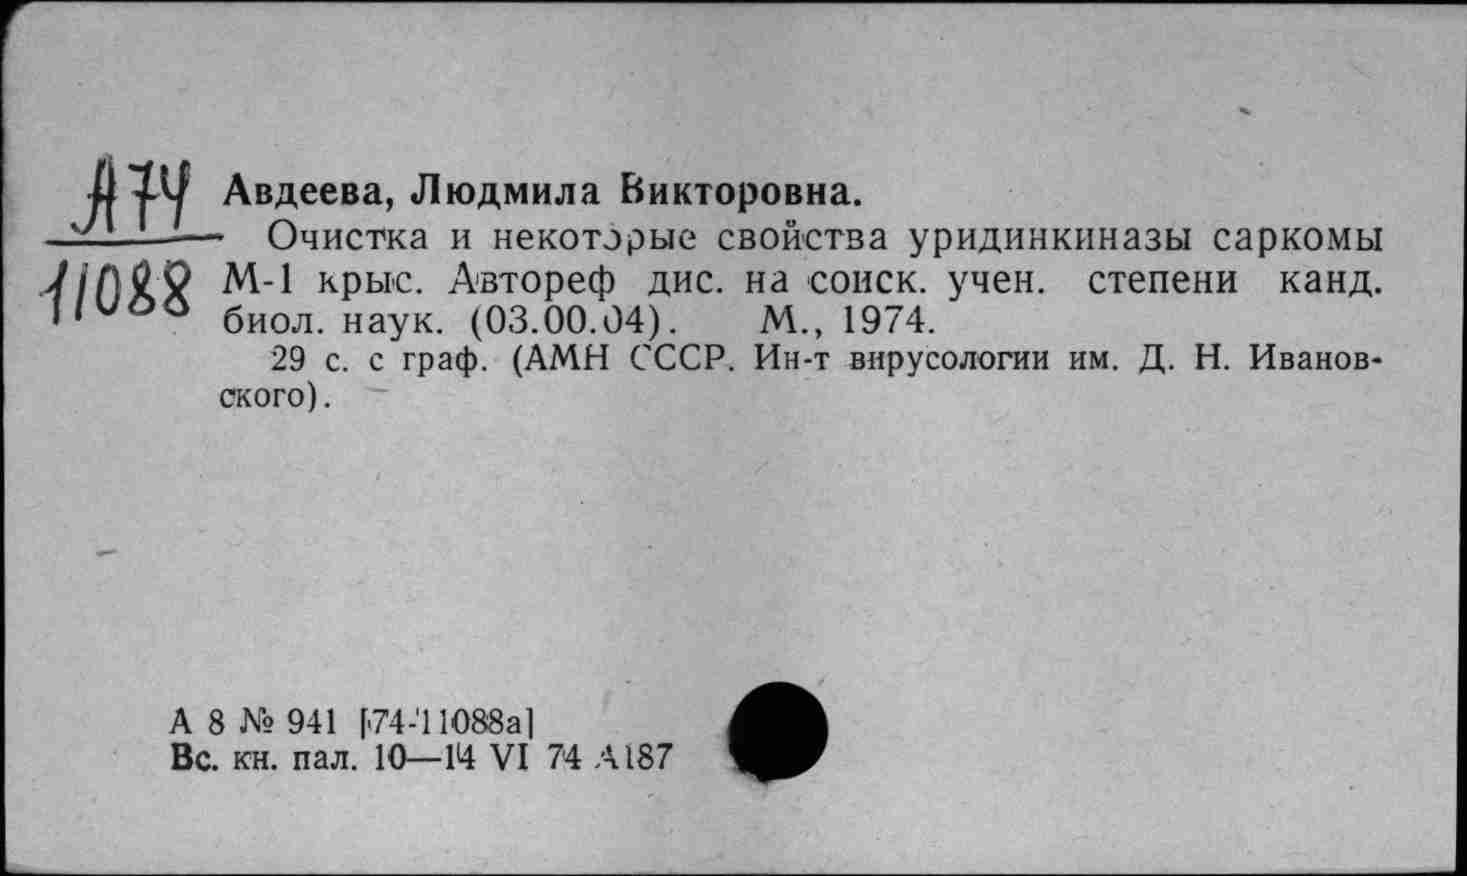 А74 Авдеева, Людмила Викторовна.
Очистка и некоторые свойства уридинкиназы саркомы
11088 М-1 крыс. Автореф дис. на соиск. учен. степени канд.
биол. наук. (03.00.04). М., 1974.
29 с. с граф. (АМН СССР. Ин-т вирусологии им. Д. Н. Иванов-
ского).
А 8 № 941 [74-11088а]
Вс. кн. пал. 10—14 VI 74 А187